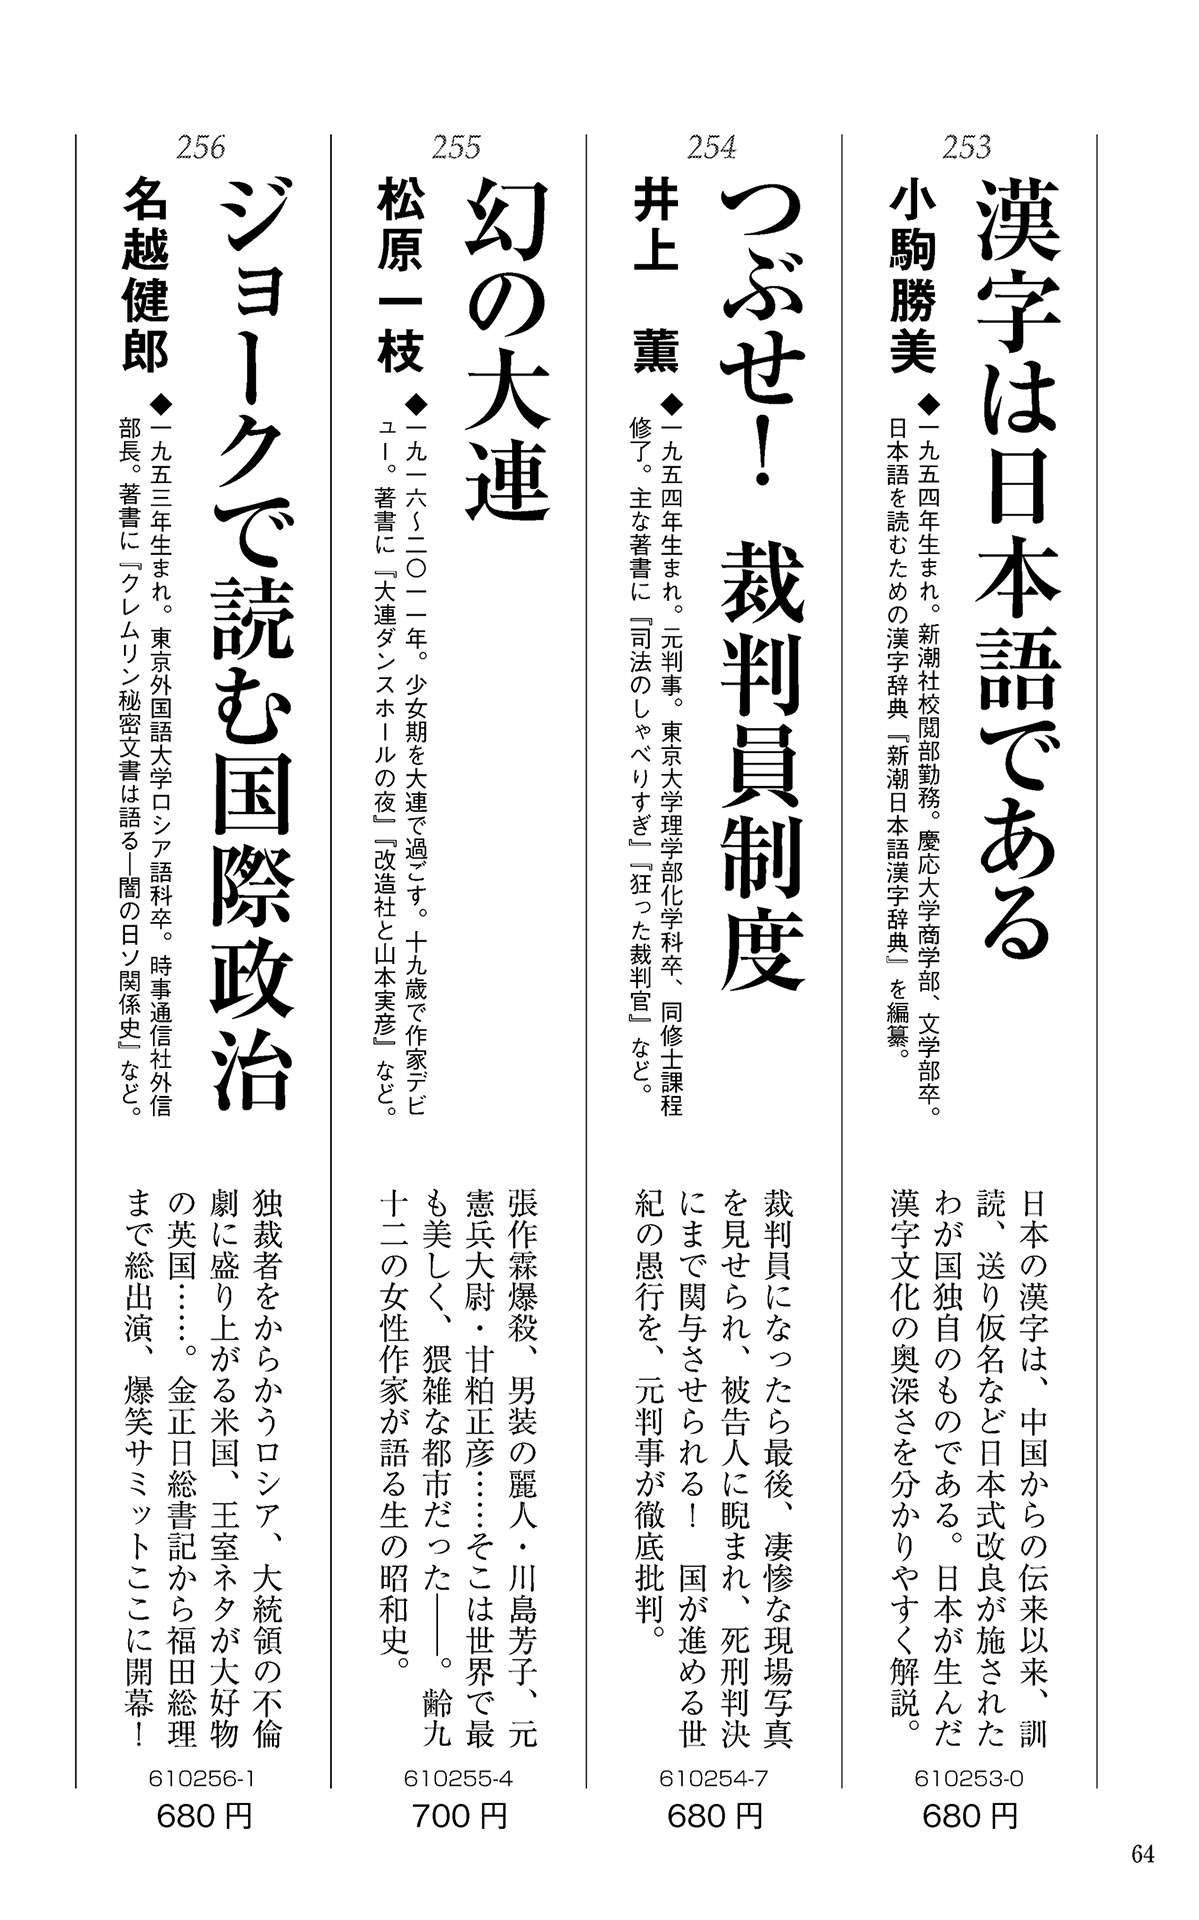 253
漢字は日本語である
小駒勝美
◆一九五四年生まれ。新潮社校閲部勤務。慶応大学商学部、文学部卒。
日本語を読むための漢字辞典『新潮日本語漢字辞典』を編纂。
日本の漢字は、中国からの伝来以来、訓
読、送り仮名など日本式改良が施された
わが国独自のものである。日本が生んだ
漢字文化の奥深さを分かりやすく解説。
610253-0
680円
254
つぶせ！ 裁判員制度
井上 薫
◆一九五四年生まれ。元判事。東京大学理学部化学科卒、同修士課程
修了。主な著書に『司法のしゃべりすぎ』『狂った裁判官』など。
裁判員になったら最後、凄惨な現場写真
を見せられ、被告人に睨まれ、死刑判決
にまで関与させられる！ 国が進める世
紀の愚行を、元判事が徹底批判。
610254-7
680円
255
幻の大連
松原一枝
◆一九一六〜二〇一一年。少女期を大連で過ごす。十九歳で作家デビ
ュー。著書に『大連ダンスホールの夜』『改造社と山本実彦』など。
張作霖爆殺、男装の麗人・川島芳子、元
憲兵大尉・甘粕正彦……そこは世界で最
も美しく、猥雑な都市だった――。齢九
十二の女性作家が語る生の昭和史。
610255-4
700円
256
ジョークで読む国際政治
名越健郎
◆一九五三年生まれ。東京外国語大学ロシア語科卒。時事通信社外信
部長。著書に『クレムリン秘密文書は語る―闇の日ソ関係史』など。
独裁者をからかうロシア、大統領の不倫
劇に盛り上がる米国、王室ネタが大好物
の英国……。金正日総書記から福田総理
まで総出演、爆笑サミットここに開幕！
610256-1
680円
64